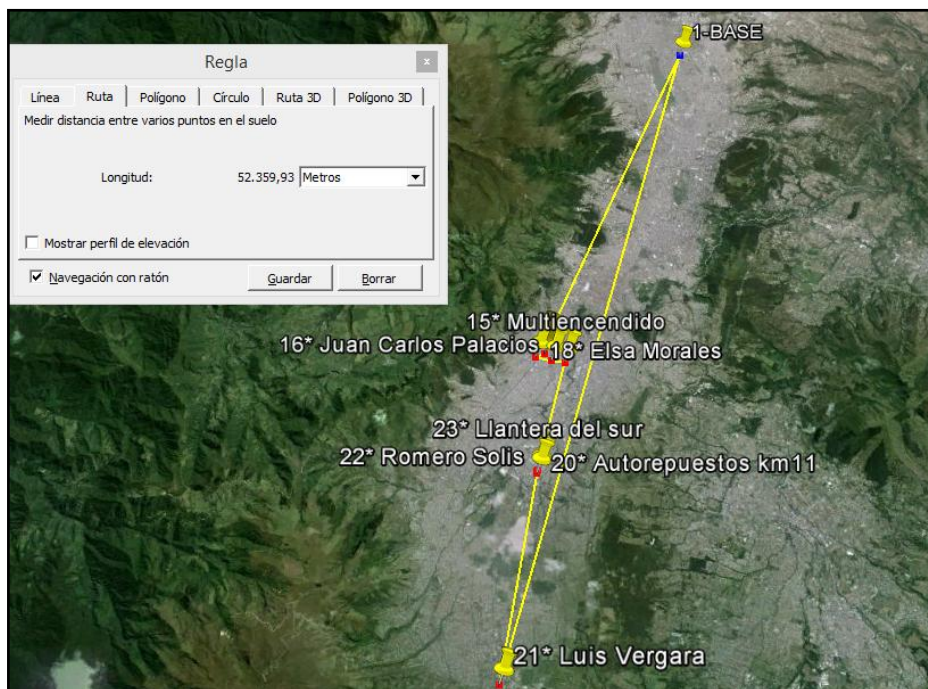 Regla
x
Línea Ruta Polígono Círculo Ruta 3D Polígono 3D
Medir distancia entre varios puntos en el suelo
Longitud: 52.359,93 Metros
Mostrar perfil de elevación
Navegación con ratón Guardar Borrar
1-BASE
15* Multiencendido
16* Juan Carlos Palacios
18* Elsa Morales
23* Llantera del sur
22* Romero Solis
20* Autorepuestos km11
21* Luis Vergara